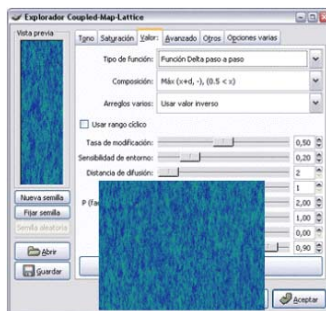 Explorador Coupled-Map-Lattice
Vista previa
Tono Saturación Valor: Avanzado Otros Opciones varias
Tipo de función: Función Delta paso a paso
Composición: Máx (x+d, -), (0.5 < x)
Arreglos varios: Usar valor inverso
Usar rango cíclico
Tasa de modificación: 0,50
Sensibilidad de entorno: 0,20
Distancia de difusión: 2
1
P (fa 2,00
1,00
0,00
0,90
Nueva semilla
Fijar semilla
Semilla aleatoria
Abrir
Guardar
Aceptar